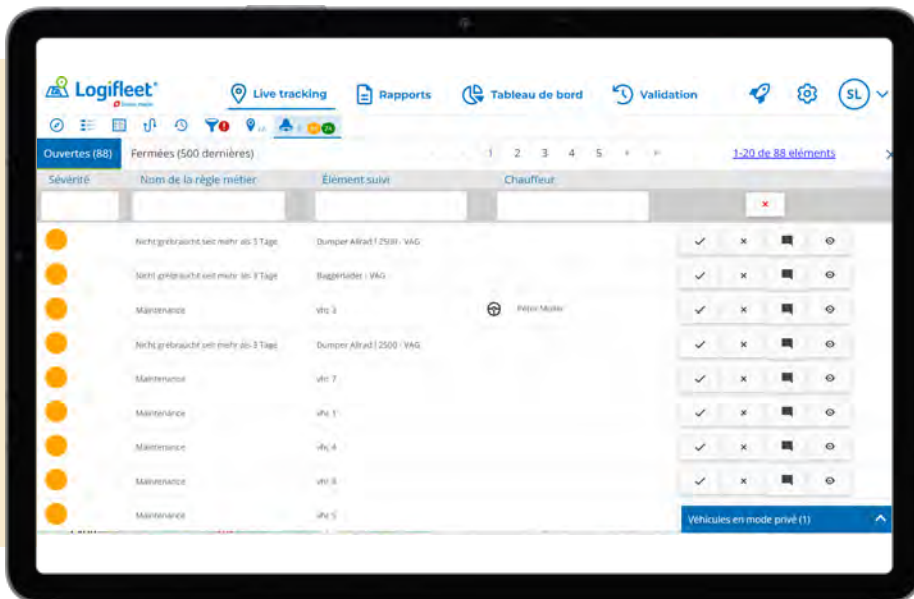 Logifleet
Swiss made
Live tracking
Rapports
Tableau de bord
Validation
SL
24
Ouvertes (88)
Fermées (500 dernières)
1 2 3 4 5
1-20 de 88 eléments
Sévérité
Nom de la règle métier
Élément suivi
Chauffeur
Nicht gebraucht seit mehr als 3 Tage
Dumper Allrad | 2500 - VAG
Nicht gebraucht seit mehr als 3 Tage
Baggerlader - VAG
Maintenance
vhc 3
Nicht gebraucht seit mehr als 3 Tage
Dumper Allrad | 2500 - VAG
Maintenance
vhc 7
Maintenance
vhc 1
Maintenance
vhc 4
Maintenance
Maintenance
vhc 5
Véhicules en mode privé (1)